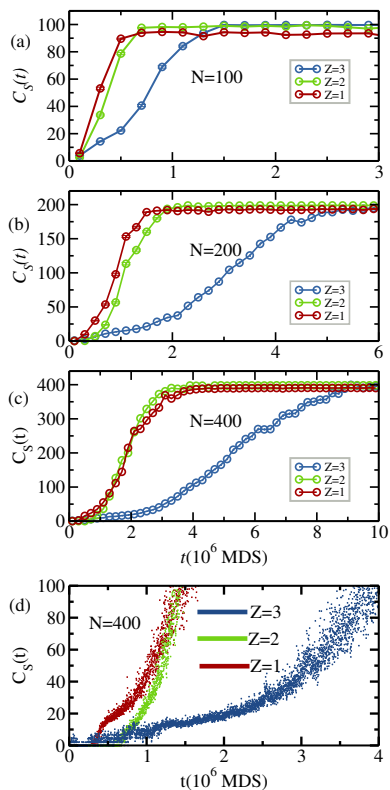 (a)
C_S(t)
100
80
60
40
20
0
N=100
Z=3
Z=2
Z=1
0 1 2 3
(b)
C_S(t)
200
150
100
50
0
N=200
Z=3
Z=2
Z=1
0 2 4 6
(c)
C_S(t)
400
300
200
100
0
N=400
Z=3
Z=2
Z=1
0 2 4 6 8 10
t(10^6 MDS)
(d)
C_S(t)
100
80
60
40
20
0
N=400
Z=3
Z=2
Z=1
0 1 2 3 4
t(10^6 MDS)